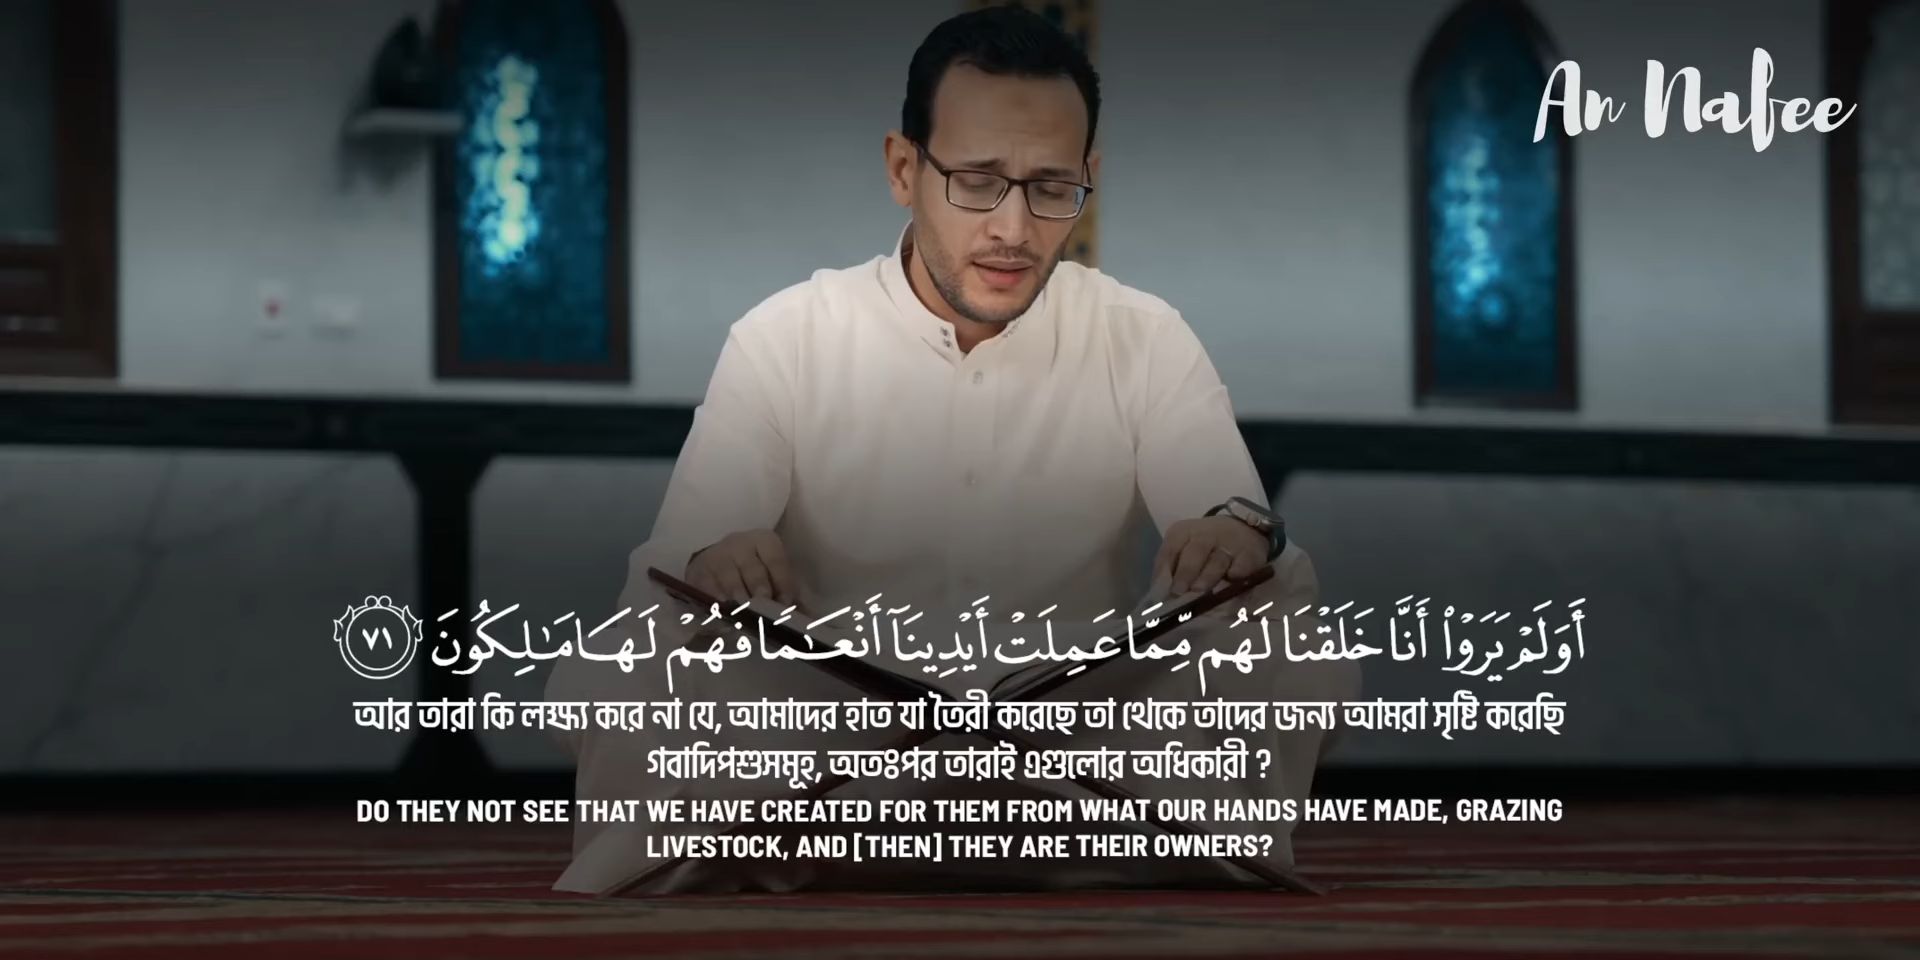 An Nafee
أَوَلَمْ يَرَوْا۟ أَنَّا خَلَقْنَا لَهُم مِّمَّا عَمِلَتْ أَيْدِينَآ أَنْعَـٰمًا فَهُمْ لَهَا مَـٰلِكُونَ ٧١
আর তারা কি লক্ষ্য করে না যে, আমাদের হাত যা তৈরী করেছে তা থেকে তাদের জন্য আমরা সৃষ্টি করেছি
গবাদিপশুসমূহ, অতঃপর তারাই এগুলোর অধিকারী ?
DO THEY NOT SEE THAT WE HAVE CREATED FOR THEM FROM WHAT OUR HANDS HAVE MADE, GRAZING
LIVESTOCK, AND [THEN] THEY ARE THEIR OWNERS?